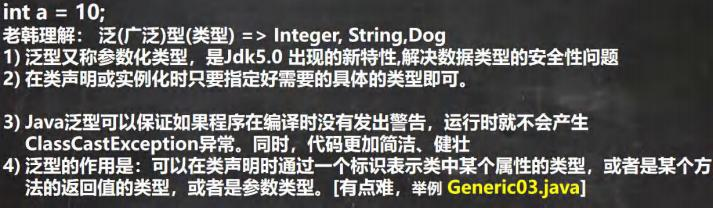 int a = 10;
老韩理解： 泛(广泛)型(类型) => Integer, String,Dog
1) 泛型又称参数化类型，是Jdk5.0 出现的新特性,解决数据类型的安全性问题
2) 在类声明或实例化时只要指定好需要的具体的类型即可。
3) Java泛型可以保证如果程序在编译时没有发出警告，运行时就不会产生
ClassCastException异常。同时，代码更加简洁、健壮
4) 泛型的作用是：可以在类声明时通过一个标识表示类中某个属性的类型，或者是某个方
法的返回值的类型，或者是参数类型。[有点难，举例 Generic03.java]